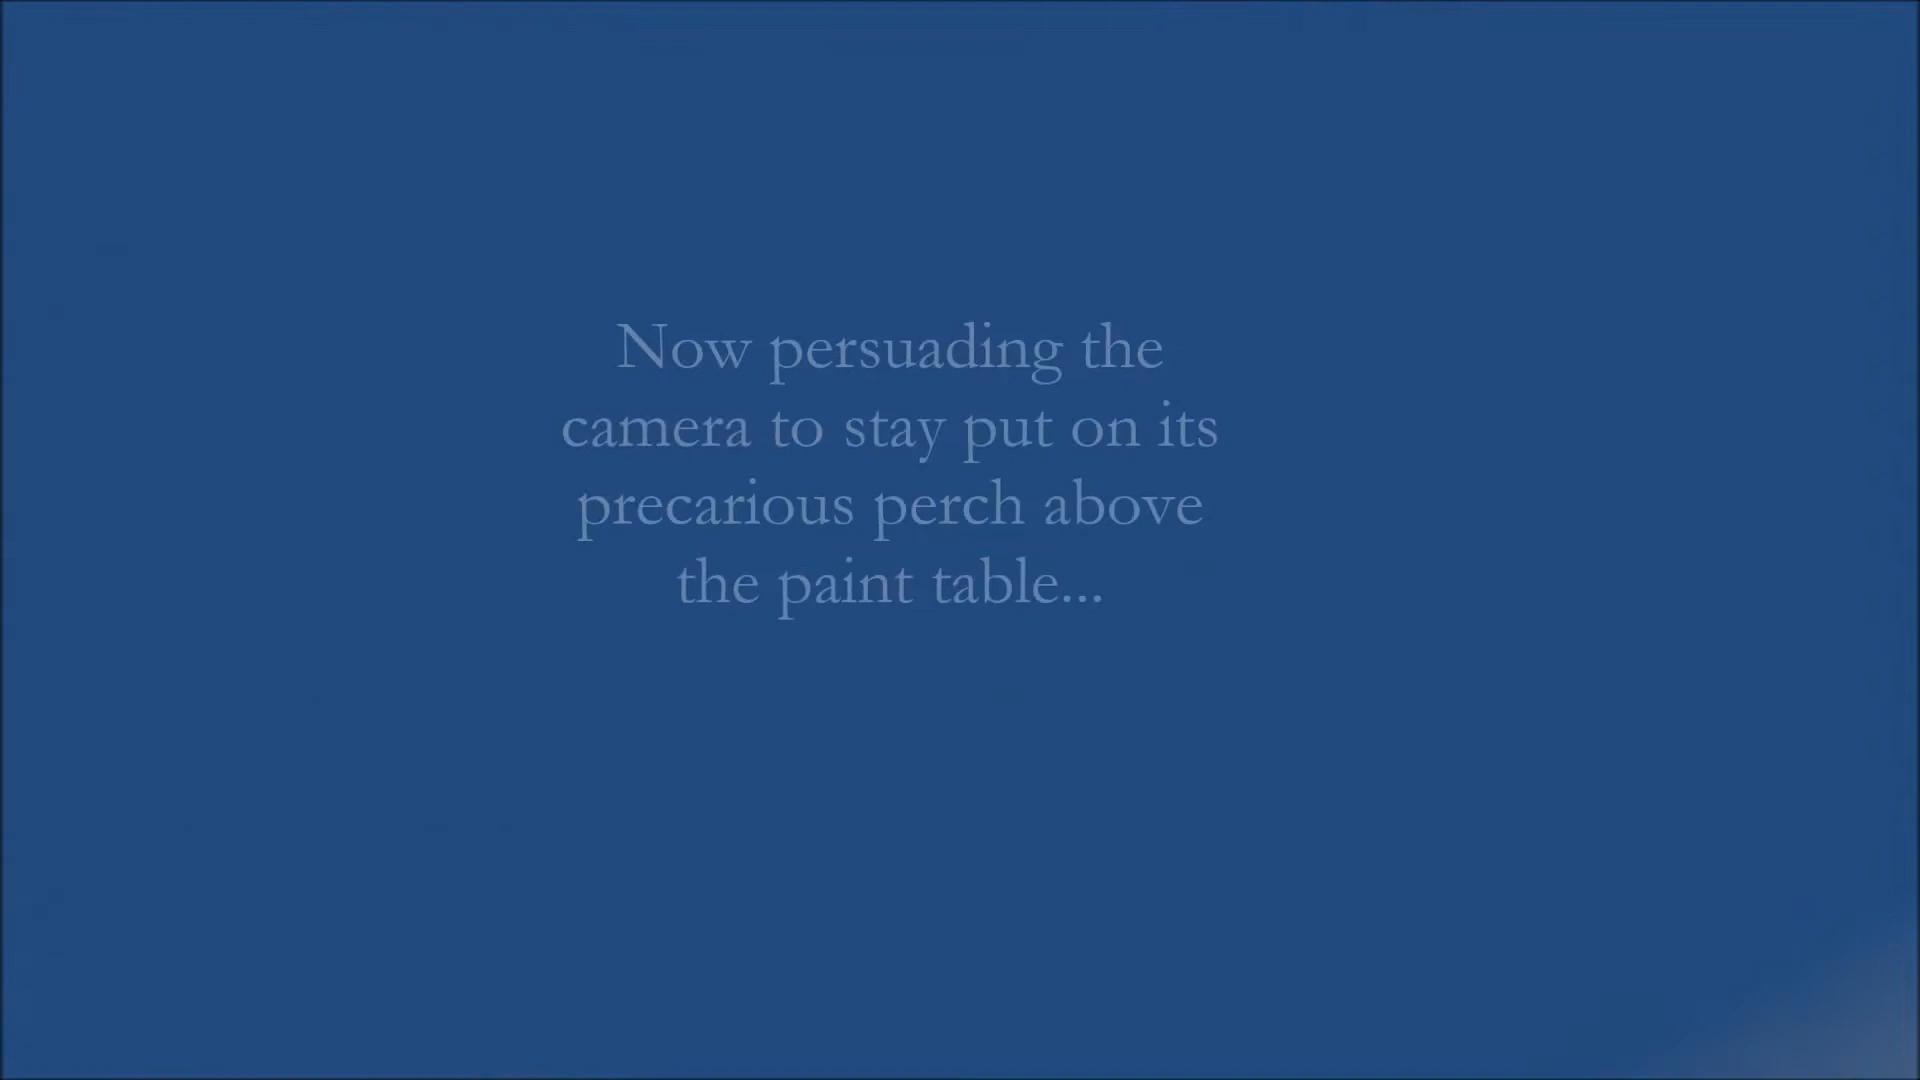 Now persuading the
camera to stay put on its
precarious perch above
the paint table...